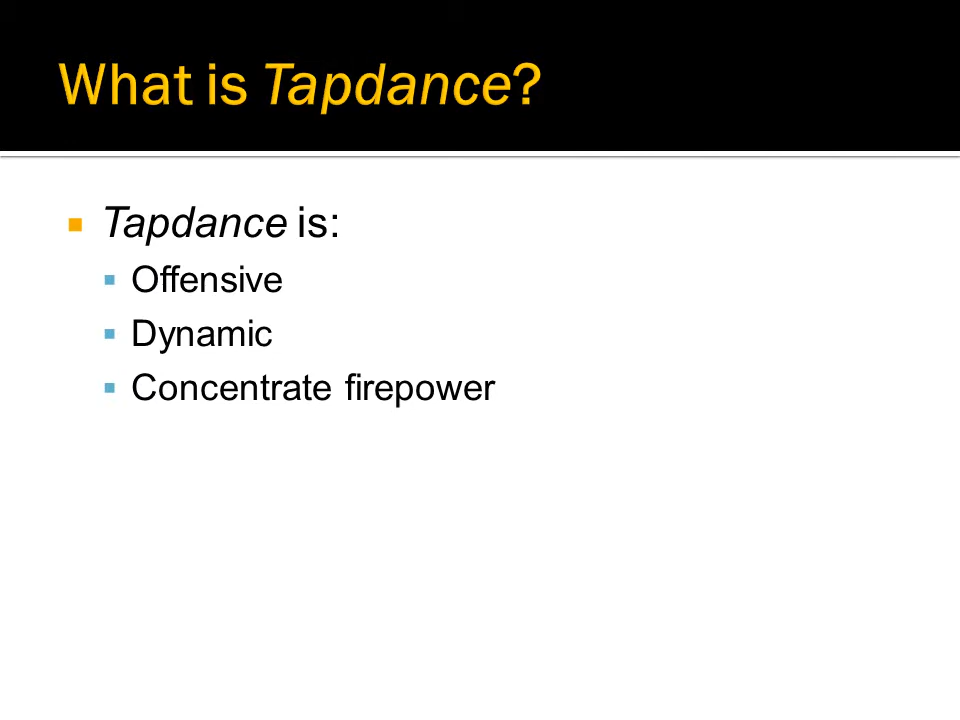 What is Tapdance?
Tapdance is:
Offensive
Dynamic
Concentrate firepower